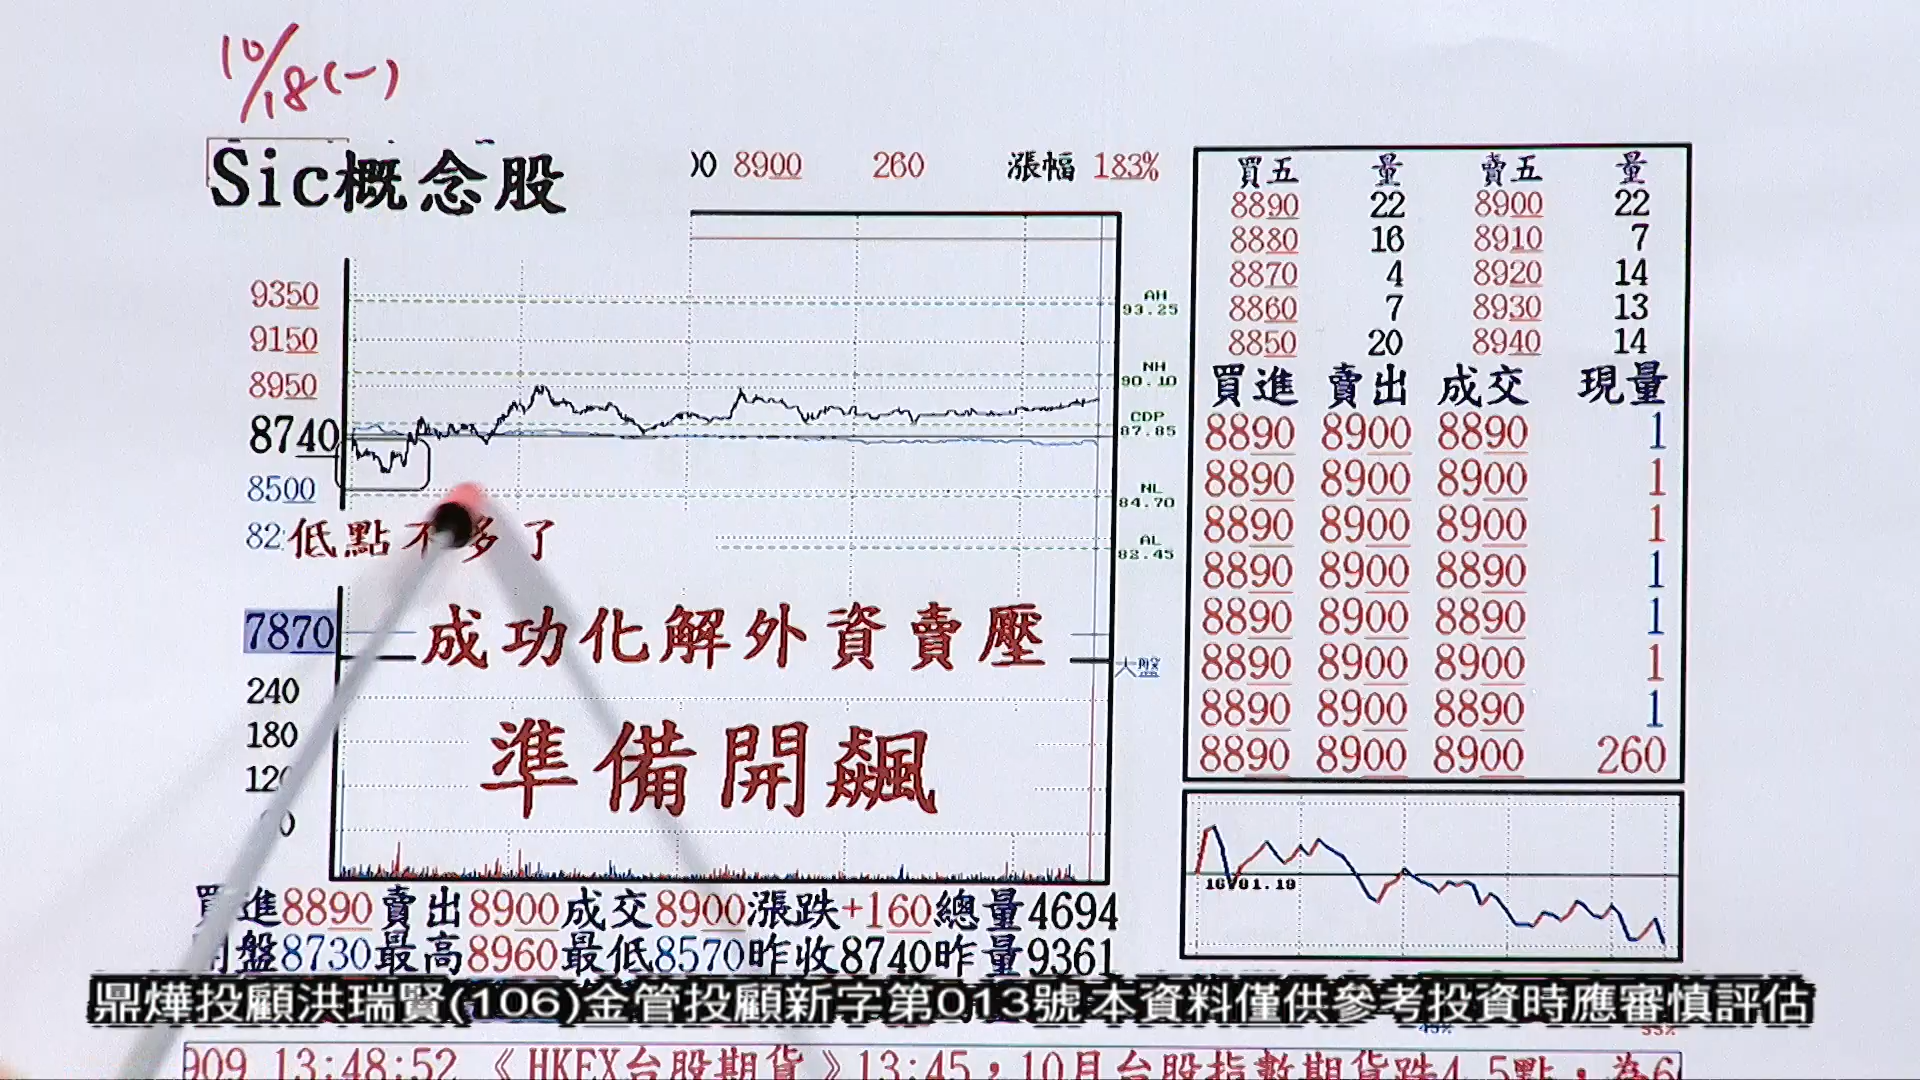 10/18(一)
Sic概念股
00 8900 260 漲幅 183%
9350
9150
8950
8740
8500
82
低點不多了
7870
成功化解外資賣壓
準備開飆
240
180
120
AH
93.25
NH
90.10
CDP
87.85
NL
84.70
AL
82.45
大盤
買五 量 賣五 量
8890 22 8900 22
8880 16 8910 7
8870 4 8920 14
8860 7 8930 13
8850 20 8940 14
買進 賣出 成交 現量
8890 8900 8890 1
8890 8900 8900 1
8890 8900 8900 1
8890 8900 8890 1
8890 8900 8890 1
8890 8900 8900 1
8890 8900 8890 1
8890 8900 8900 260
買進8890賣出8900成交8900漲跌+160總量4694
開盤8730最高8960最低8570昨收8740昨量9361
鼎燁投顧洪瑞賢(106)金管投顧新字第013號 本資料僅供參考投資時應審慎評估
909 13:48:52 《HKEX台股期貨》13:45，10月台股指數期貨跌4.5點，為6